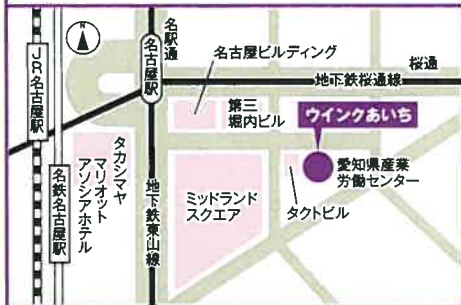 名駅通
名古屋駅
JR名古屋駅
名古屋ビルディング
桜通
地下鉄桜通線
第三
堀内ビル
ウインクあいち
愛知県産業
労働センター
タカシマヤ
マリオット
アソシアホテル
名鉄名古屋駅
地下鉄東山線
ミッドランド
スクエア
タクトビル
N